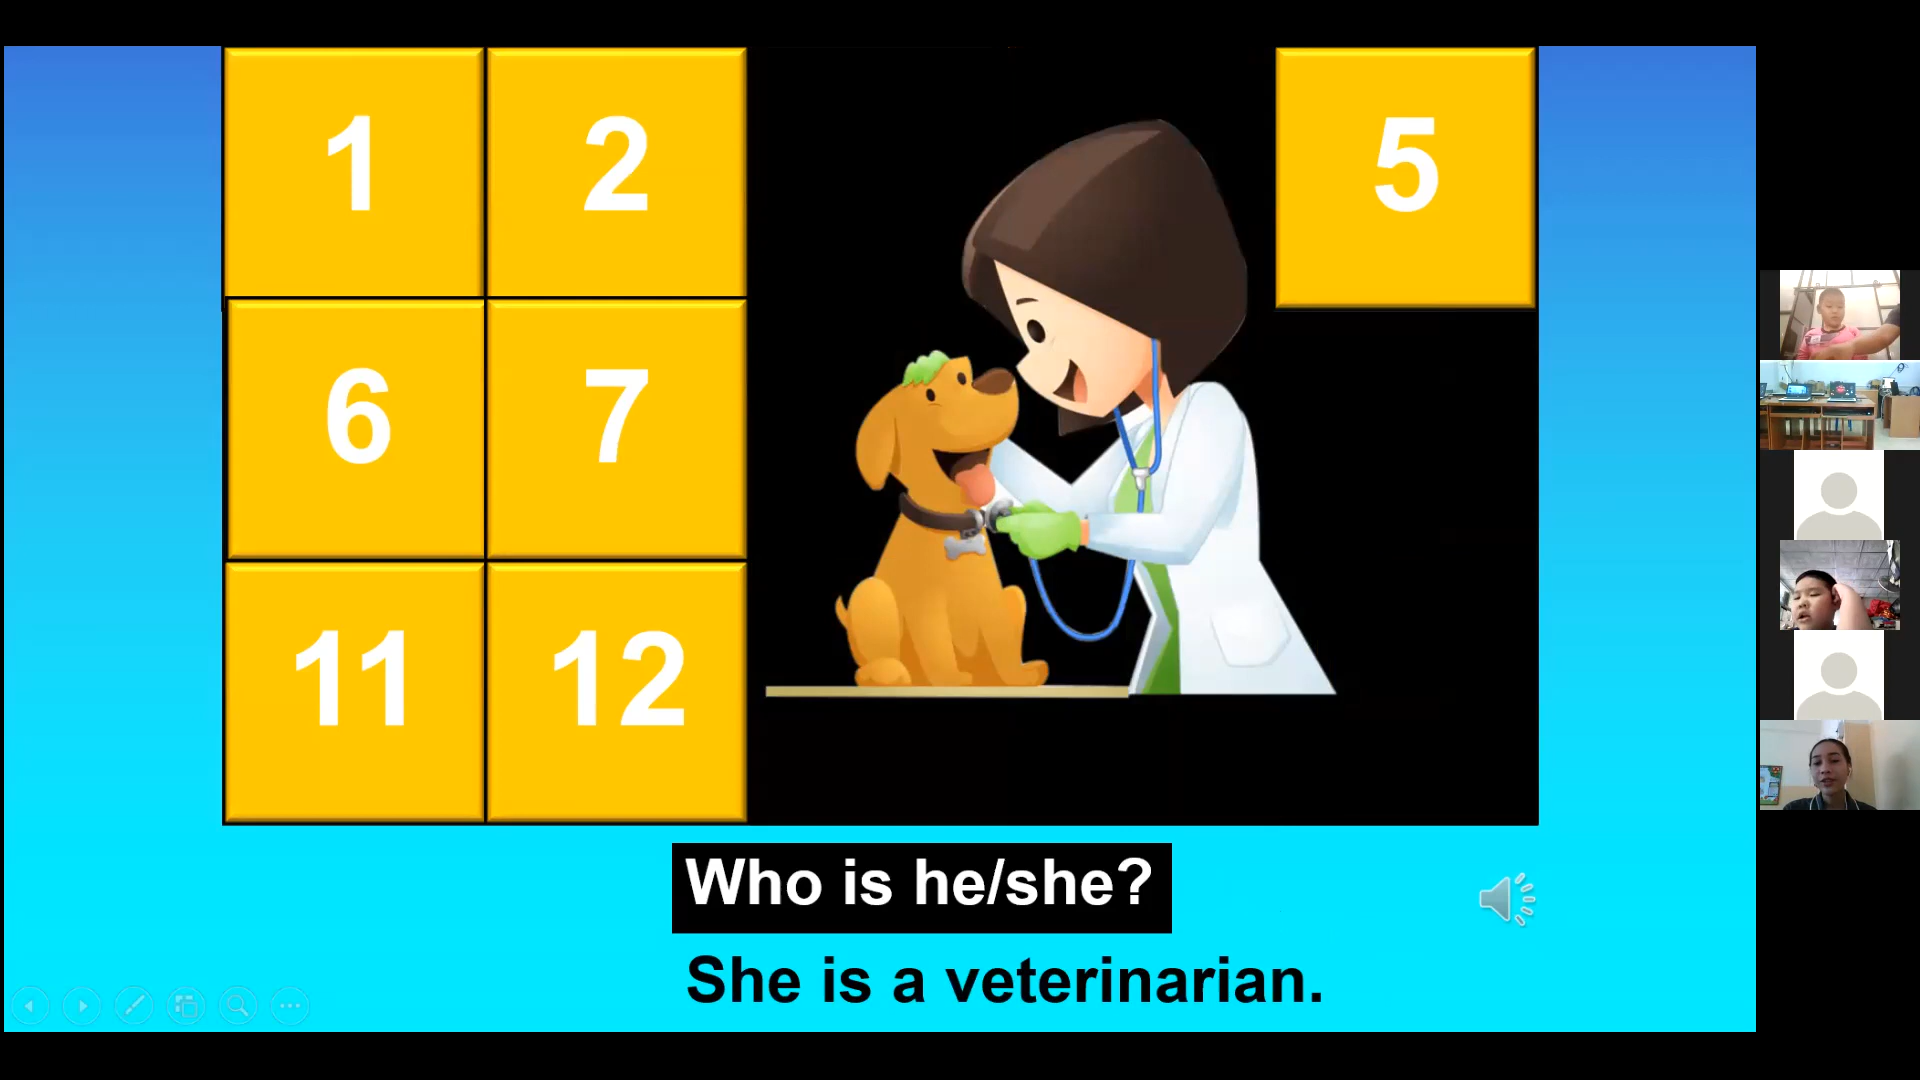 1 2 5
6 7
11 12
Who is he/she?
She is a veterinarian.